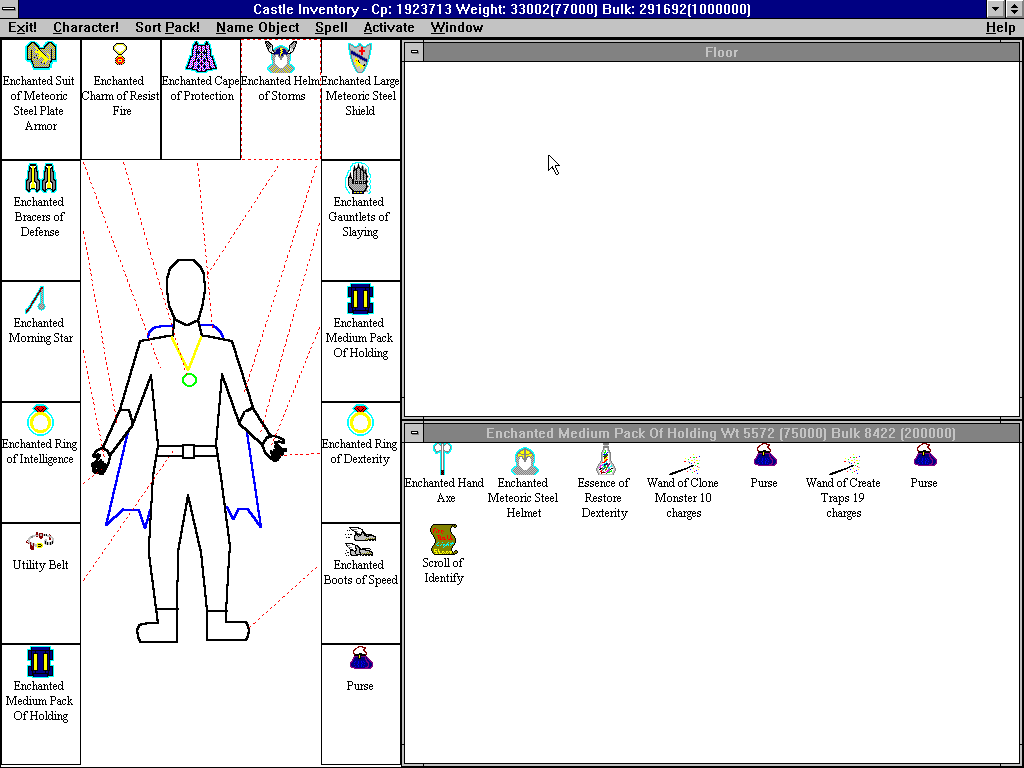 Castle Inventory - Cp: 1923713 Weight: 33002(77000) Bulk: 291692(1000000)
Exit! Character! Sort Pack! Name Object Spell Activate Window Help
Enchanted Suit
of Meteoric
Steel Plate
Armor
Enchanted
Charm of Resist
Fire
Enchanted Cape
of Protection
Enchanted Helm
of Storms
Enchanted Large
Meteoric Steel
Shield
Enchanted
Bracers of
Defense
Enchanted
Gauntlets of
Slaying
Enchanted
Morning Star
Enchanted
Medium Pack
Of Holding
Enchanted Ring
of Intelligence
Enchanted Ring
of Dexterity
Utility Belt
Enchanted
Boots of Speed
Enchanted
Medium Pack
Of Holding
Purse
Floor
Enchanted Medium Pack Of Holding Wt 5572 (75000) Bulk 8422 (200000)
Enchanted Hand
Axe
Enchanted
Meteoric Steel
Helmet
Essence of
Restore
Dexterity
Wand of Clone
Monster 10
charges
Purse
Wand of Create
Traps 19
charges
Purse
Scroll of
Identify